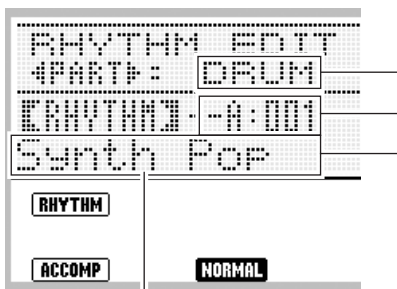 RHYTHM EDIT
◁PART▷: DRUM
【RHYTHM】・-A:001
Synth Pop
RHYTHM
ACCOMP NORMAL